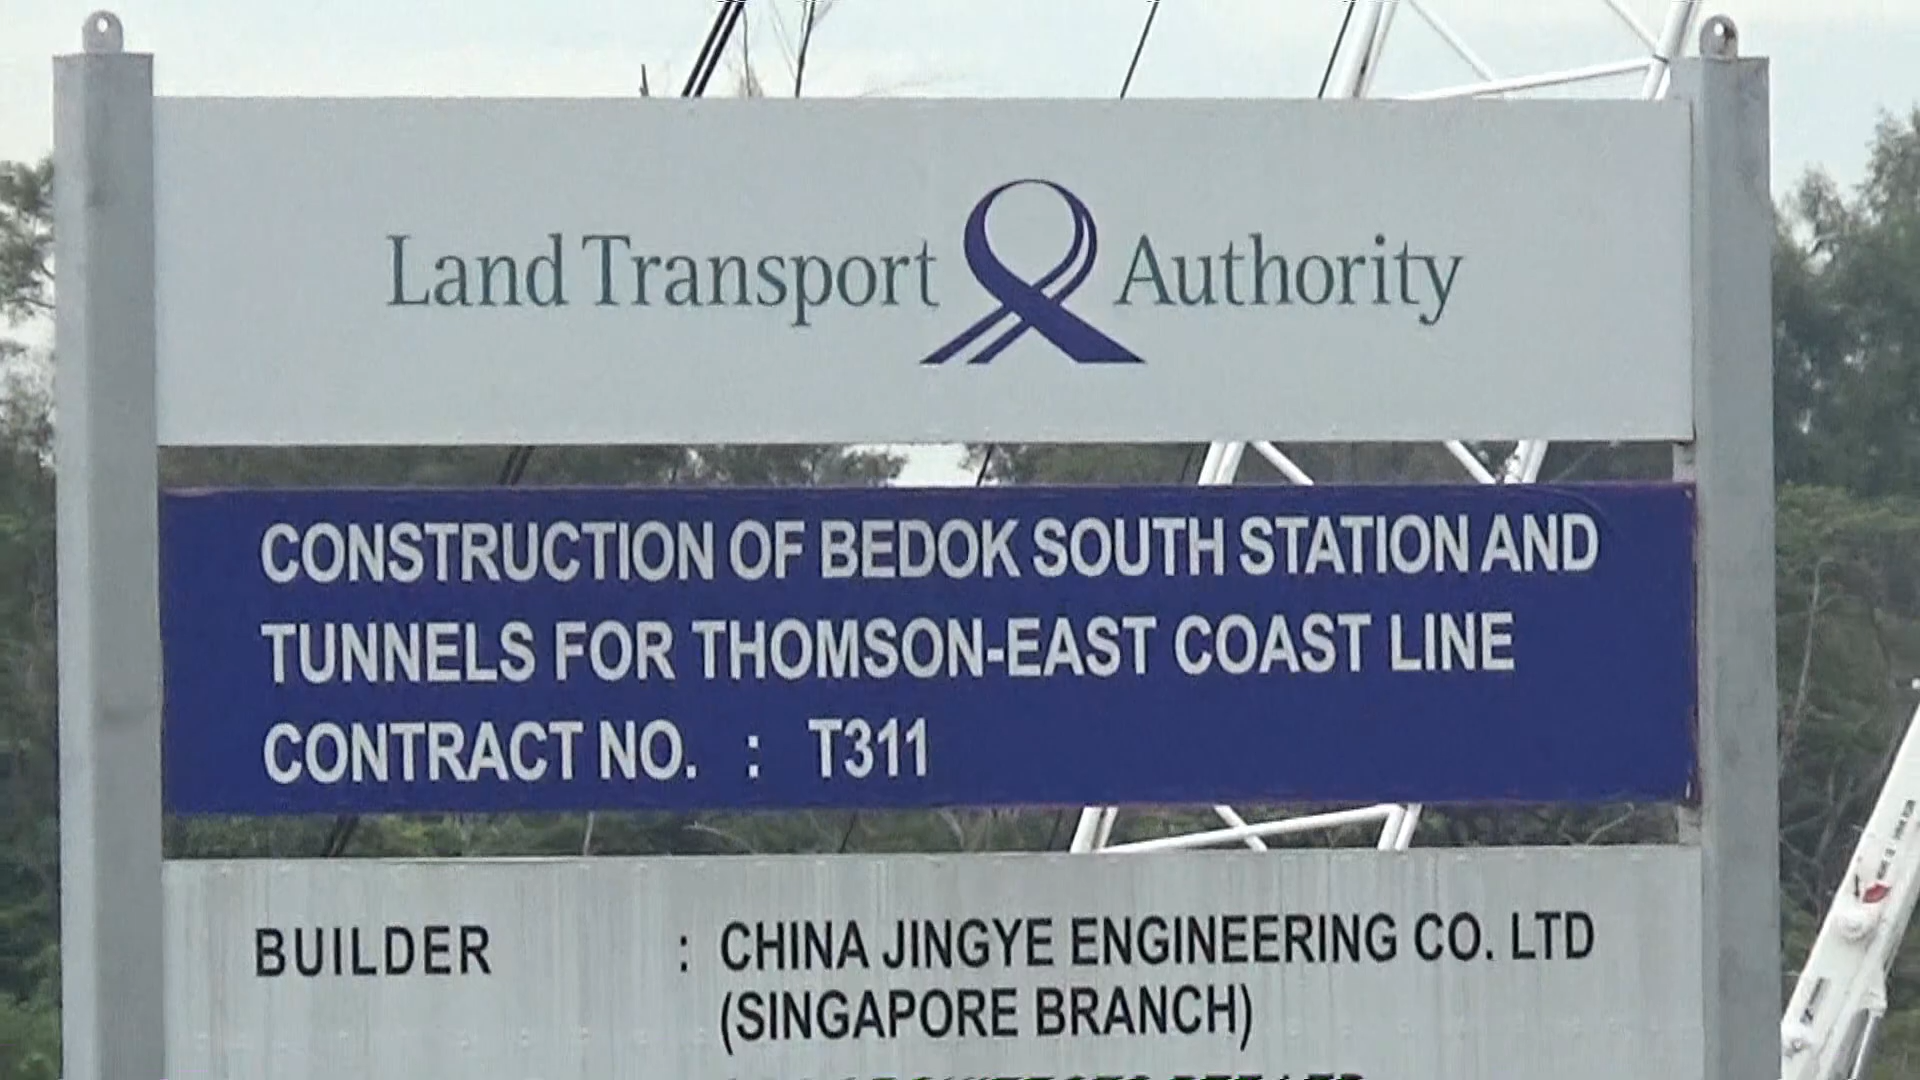 Land Transport Authority
CONSTRUCTION OF BEDOK SOUTH STATION AND
TUNNELS FOR THOMSON-EAST COAST LINE
CONTRACT NO. : T311
BUILDER : CHINA JINGYE ENGINEERING CO. LTD
(SINGAPORE BRANCH)